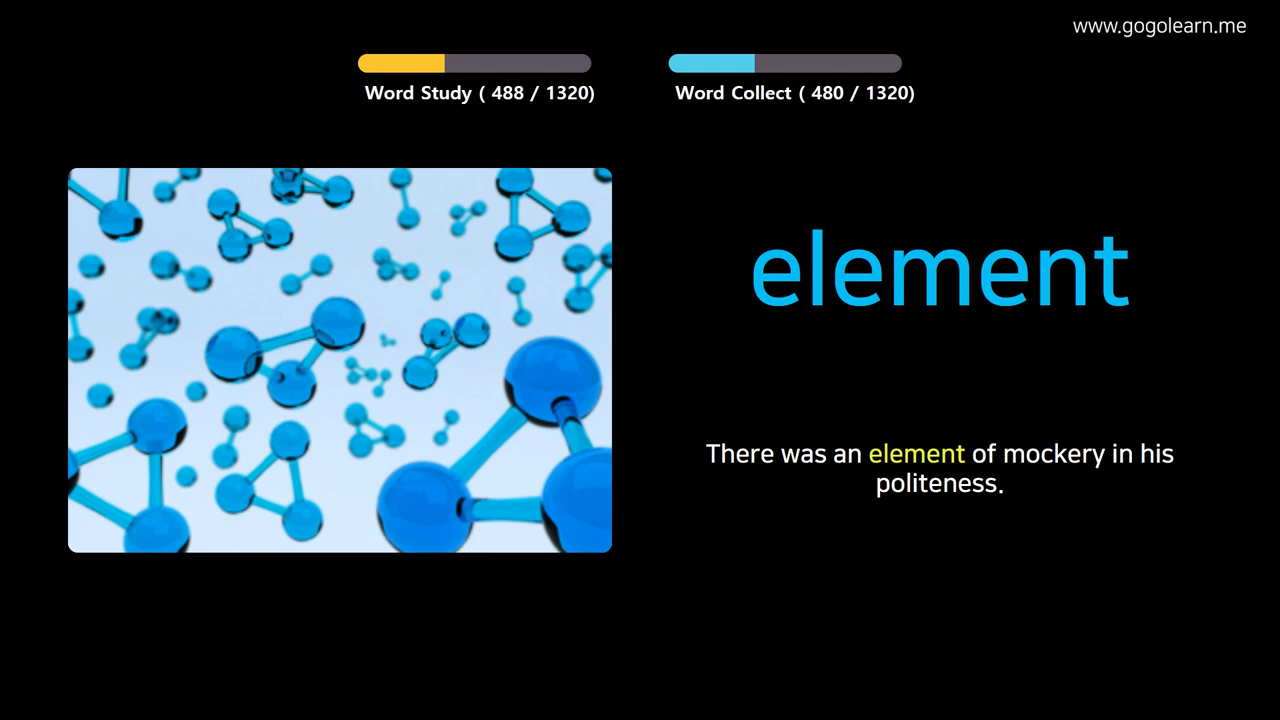 www.gogolearn.me
Word Study ( 488 / 1320)
Word Collect ( 480 / 1320)
element
There was an element of mockery in his
politeness.